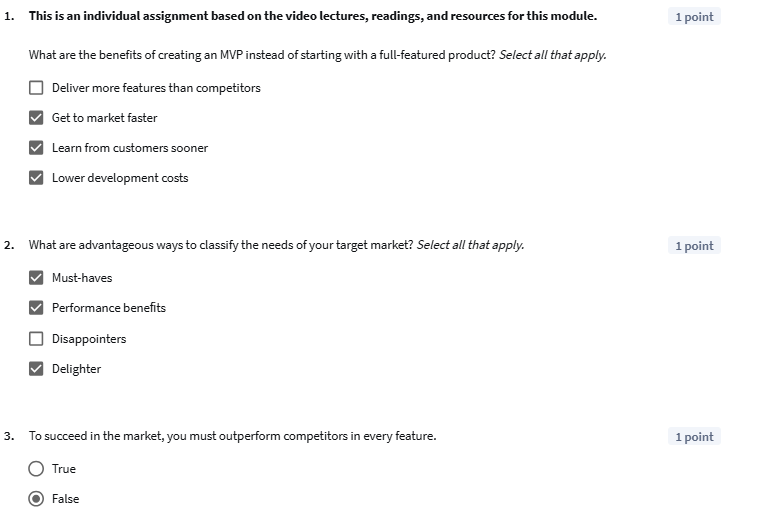 1. This is an individual assignment based on the video lectures, readings, and resources for this module. 1 point
What are the benefits of creating an MVP instead of starting with a full-featured product? Select all that apply.
Deliver more features than competitors
Get to market faster
Learn from customers sooner
Lower development costs
2. What are advantageous ways to classify the needs of your target market? Select all that apply. 1 point
Must-haves
Performance benefits
Disappointers
Delighter
3. To succeed in the market, you must outperform competitors in every feature. 1 point
True
False